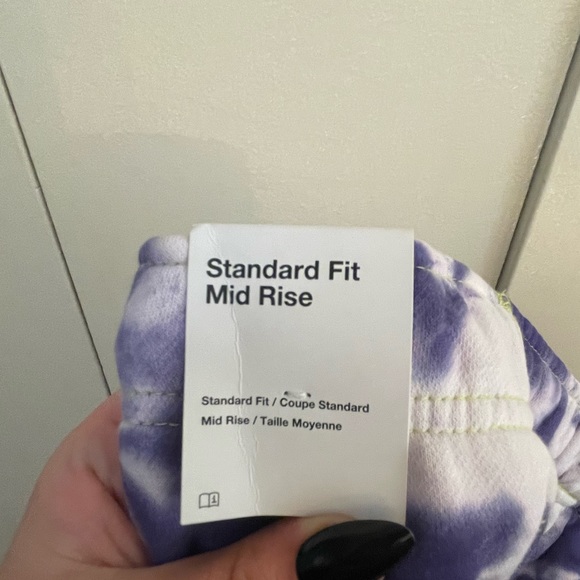 Standard Fit
Mid Rise
Standard Fit / Coupe Standard
Mid Rise / Taille Moyenne